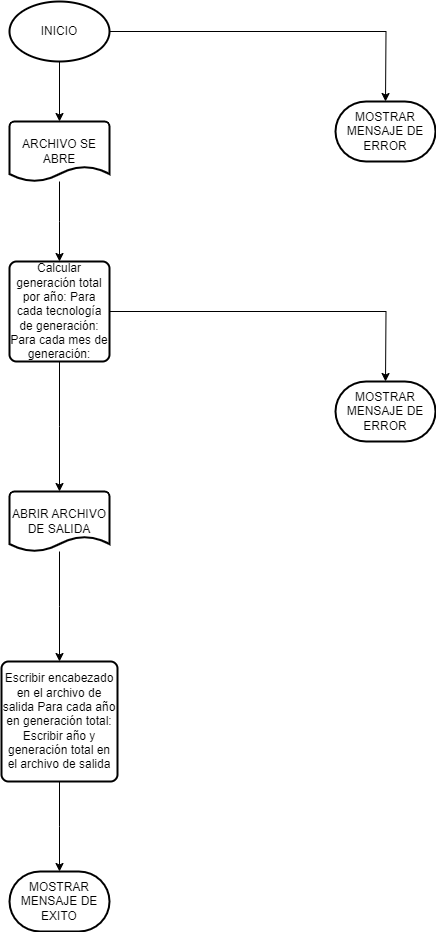 INICIO
MOSTRAR
MENSAJE DE
ERROR
ARCHIVO SE
ABRE
Calcular
generación total
por año: Para
cada tecnología
de generación:
Para cada mes de
generación:
MOSTRAR
MENSAJE DE
ERROR
ABRIR ARCHIVO
DE SALIDA
Escribir encabezado
en el archivo de
salida Para cada año
en generación total:
Escribir año y
generación total en
el archivo de salida
MOSTRAR
MENSAJE DE
EXITO